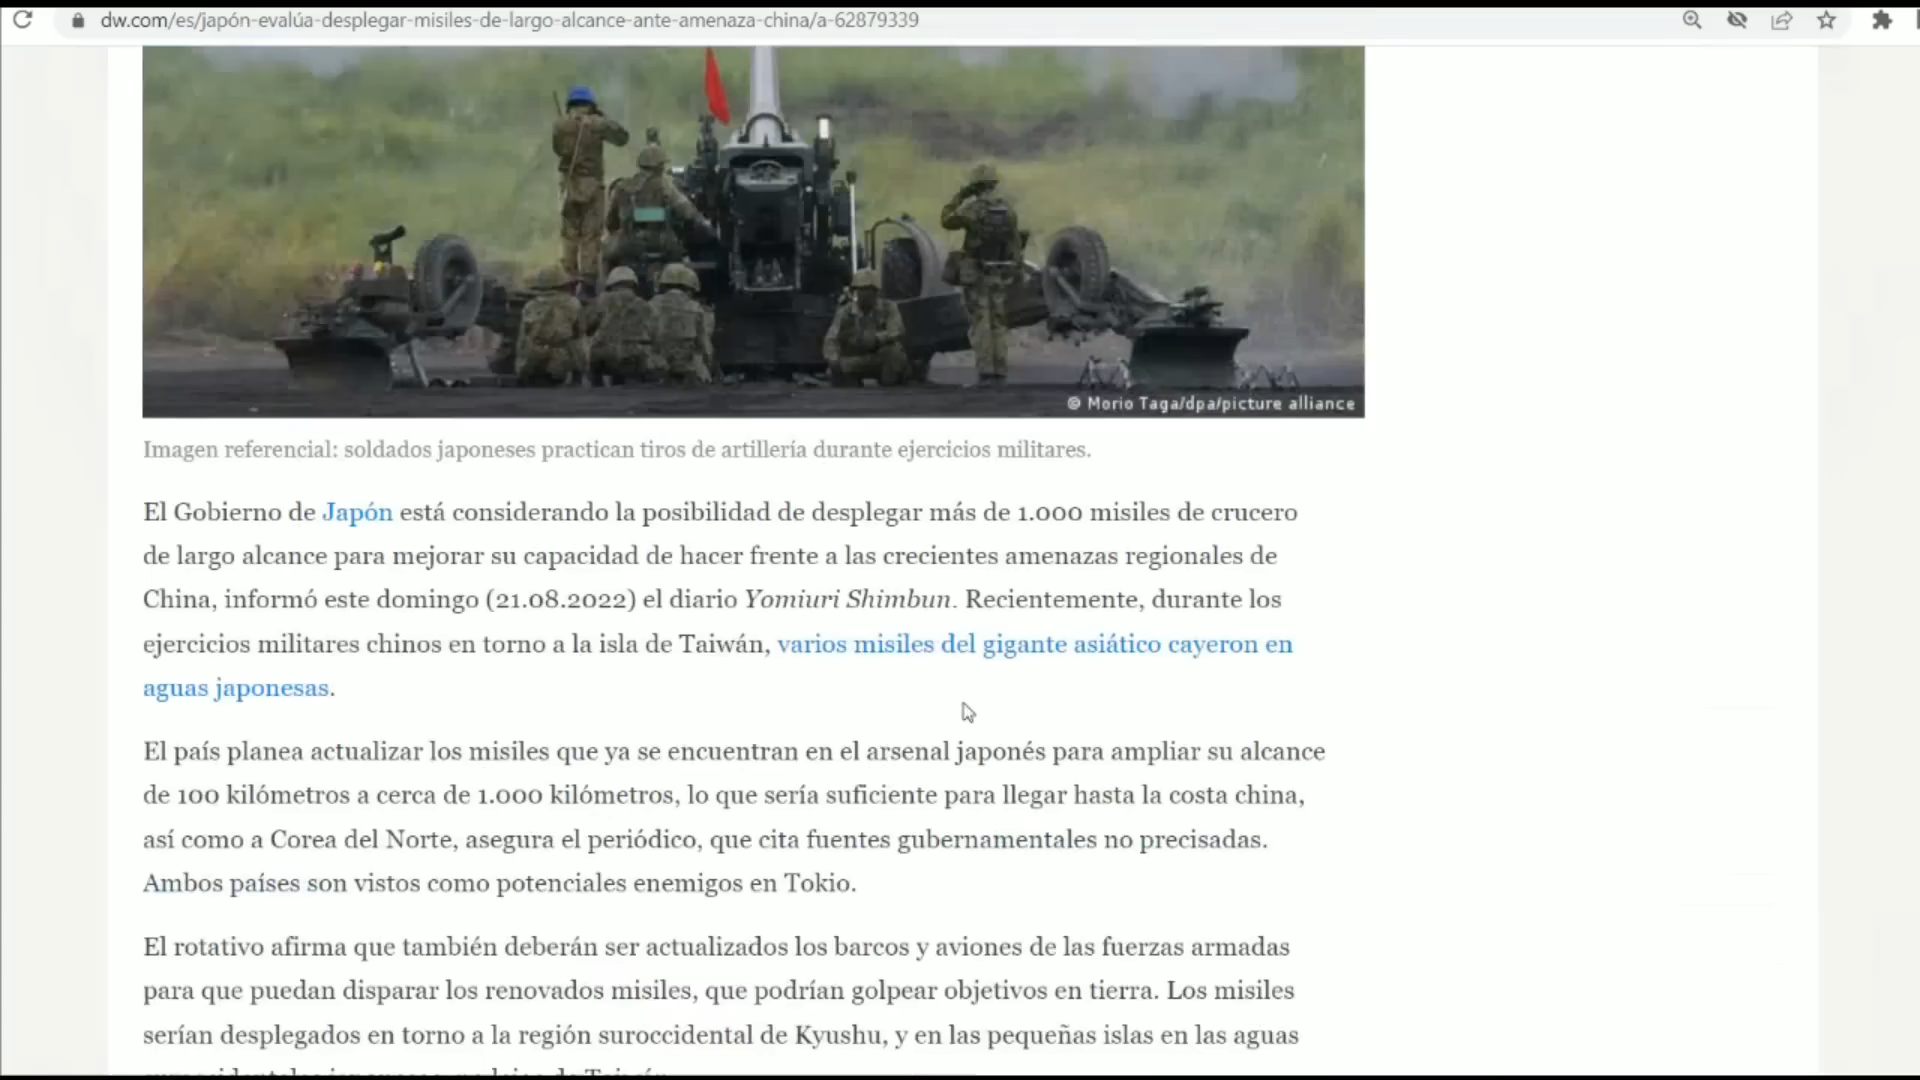 dw.com/es/japón-evalúa-desplegar-misiles-de-largo-alcance-ante-amenaza-china/a-62879339
© Morio Taga/dpa/picture alliance
Imagen referencial: soldados japoneses practican tiros de artillería durante ejercicios militares.
El Gobierno de Japón está considerando la posibilidad de desplegar más de 1.000 misiles de crucero
de largo alcance para mejorar su capacidad de hacer frente a las crecientes amenazas regionales de
China, informó este domingo (21.08.2022) el diario Yomiuri Shimbun. Recientemente, durante los
ejercicios militares chinos en torno a la isla de Taiwán, varios misiles del gigante asiático cayeron en
aguas japonesas.
El país planea actualizar los misiles que ya se encuentran en el arsenal japonés para ampliar su alcance
de 100 kilómetros a cerca de 1.000 kilómetros, lo que sería suficiente para llegar hasta la costa china,
así como a Corea del Norte, asegura el periódico, que cita fuentes gubernamentales no precisadas.
Ambos países son vistos como potenciales enemigos en Tokio.
El rotativo afirma que también deberán ser actualizados los barcos y aviones de las fuerzas armadas
para que puedan disparar los renovados misiles, que podrían golpear objetivos en tierra. Los misiles
serían desplegados en torno a la región suroccidental de Kyushu, y en las pequeñas islas en las aguas